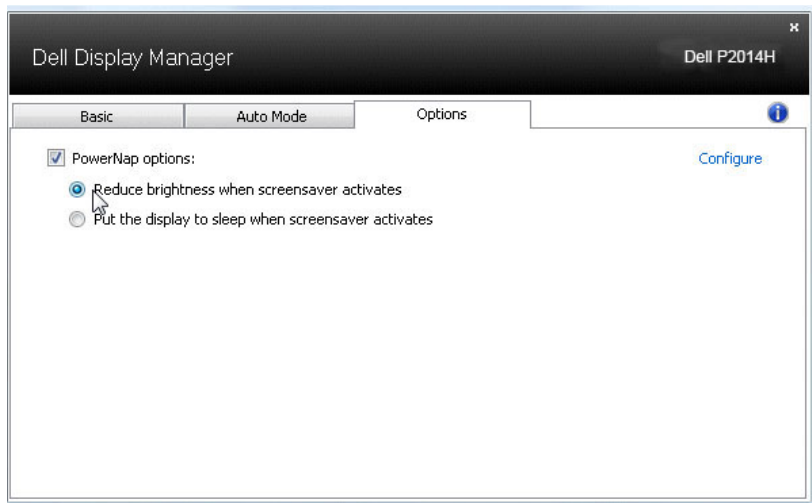 x
Dell Display Manager
Dell P2014H
Basic
Auto Mode
Options
i
PowerNap options:
Configure
Reduce brightness when screensaver activates
Put the display to sleep when screensaver activates